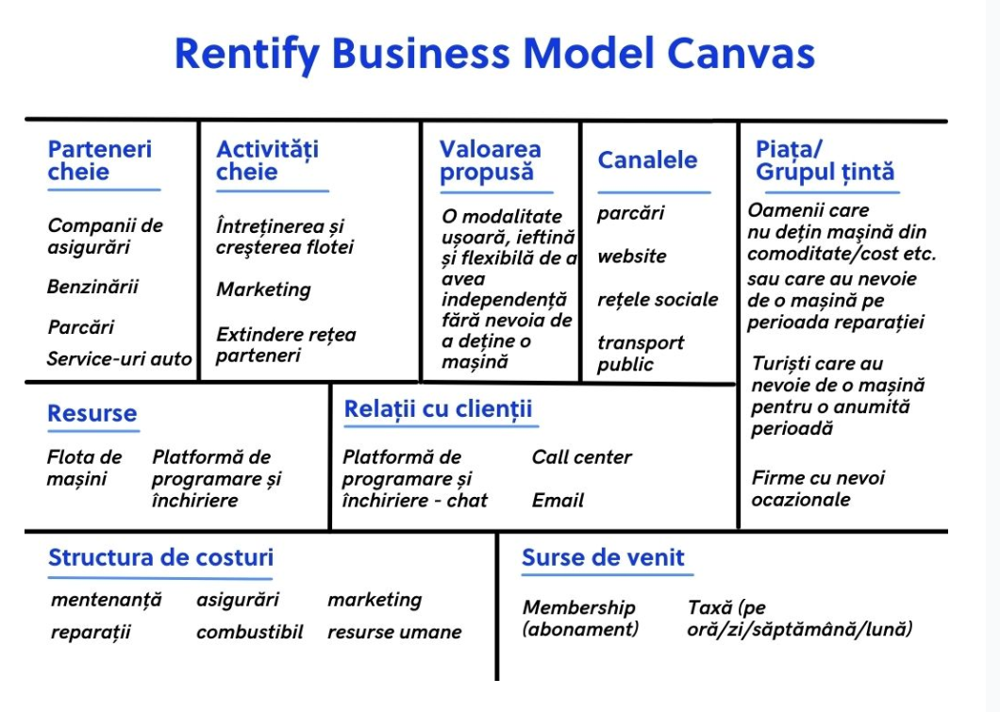 Rentify Business Model Canvas
Parteneri
cheie
Companii de
asigurări
Benzinării
Parcări
Service-uri auto
Activități
cheie
Întreținerea și
creşterea flotei
Marketing
Extindere rețea
parteneri
Valoarea
propusă
O modalitate
ușoară, ieftină
și flexibilă de a
avea
independență
fără nevoia de
a deține o
mașină
Canalele
parcări
website
rețele sociale
transport
public
Piața/
Grupul țintă
Oamenii care
nu dețin maşină din
comoditate/cost etc.
sau care au nevoie
de o mașină pe
perioada reparației
Turiști care au
nevoie de o mașină
pentru o anumită
perioadă
Firme cu nevoi
ocazionale
Resurse
Flota de
mașini
Platformă de
programare și
închiriere
Relații cu clienții
Platformă de
programare și
închiriere - chat
Call center
Email
Structura de costuri
mentenanță asigurări marketing
reparații combustibil resurse umane
Surse de venit
Membership
(abonament)
Taxă (pe
oră/zi/săptămână/lună)